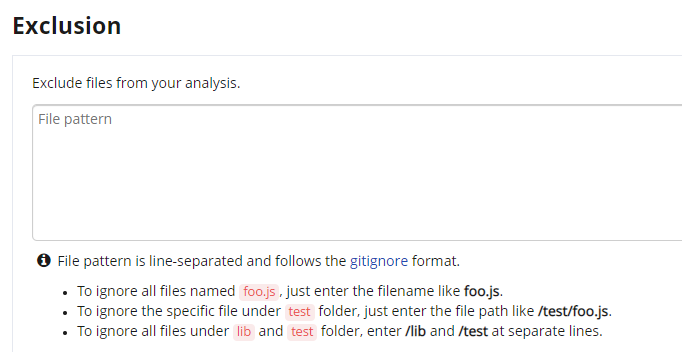 Exclusion
Exclude files from your analysis.
File pattern
File pattern is line-separated and follows the gitignore format.
To ignore all files named foo.js, just enter the filename like foo.js.
To ignore the specific file under test folder, just enter the file path like /test/foo.js.
To ignore all files under lib and test folder, enter /lib and /test at separate lines.